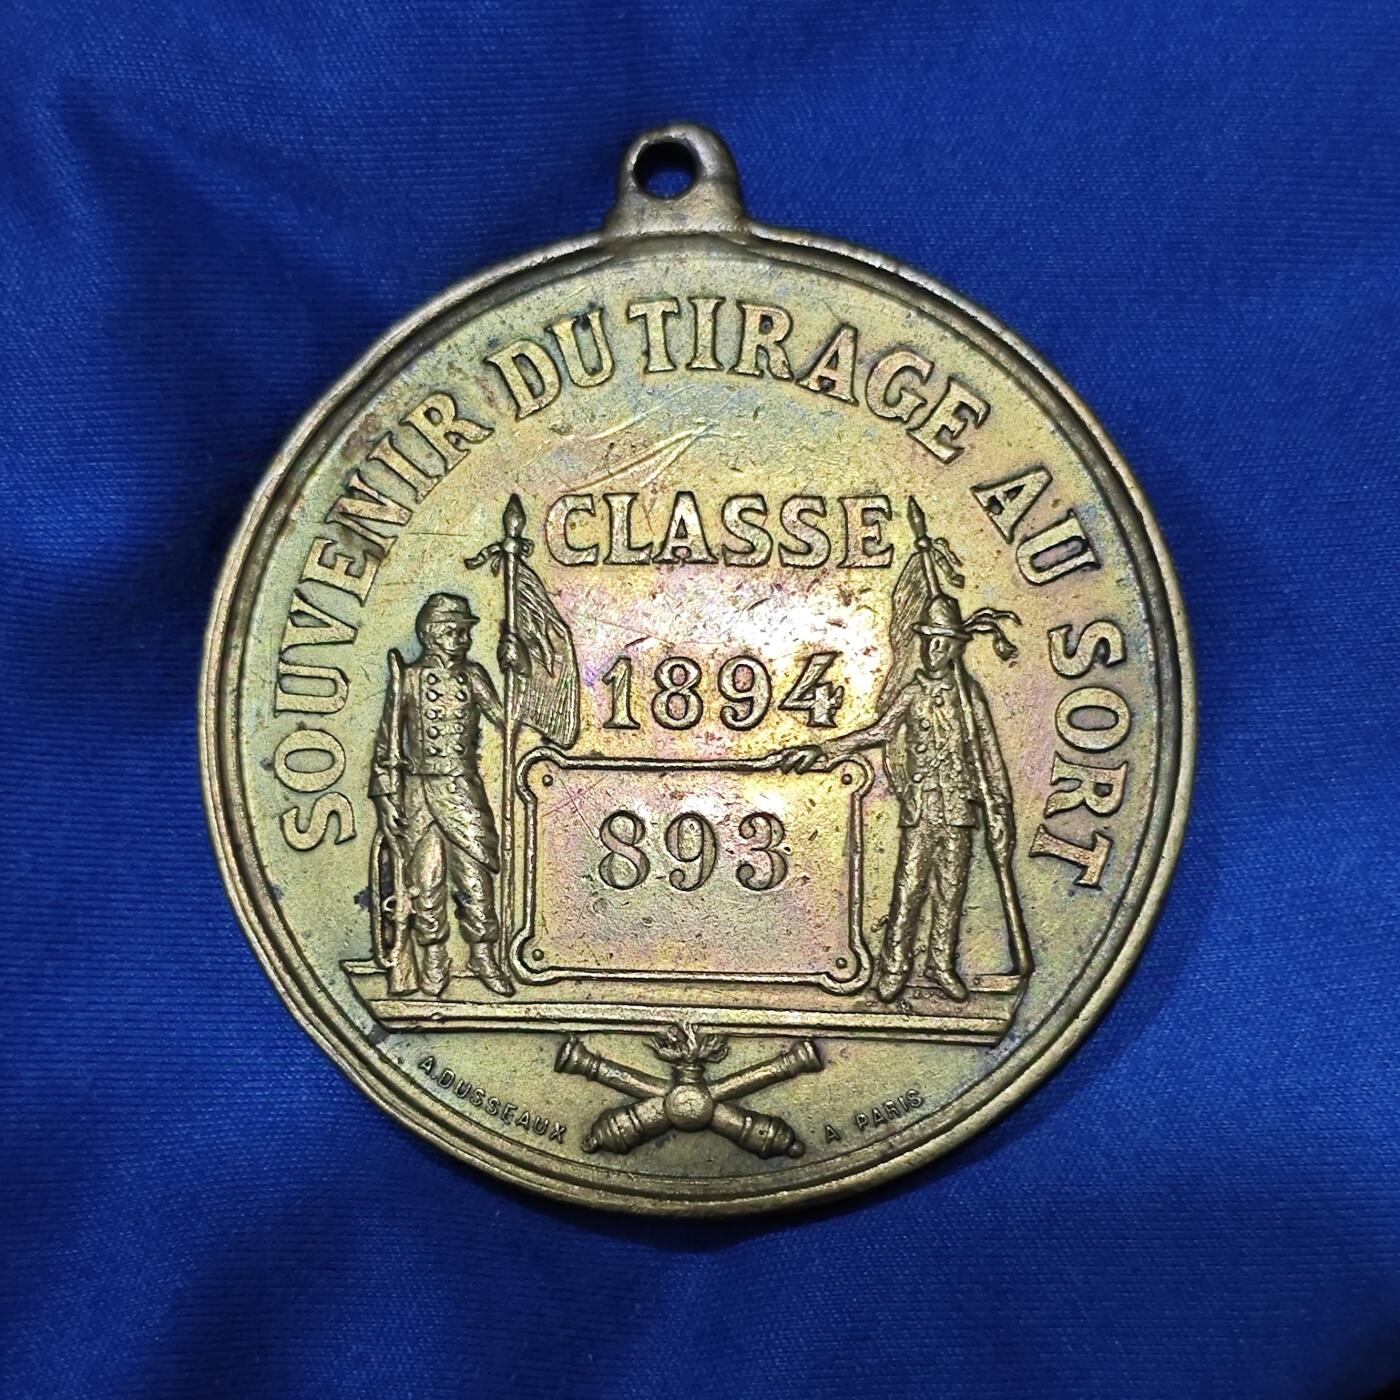 SOUVENIR DU TIRAGE AU SORT
CLASSE
1894
893
A. DUSSEAUX A PARIS